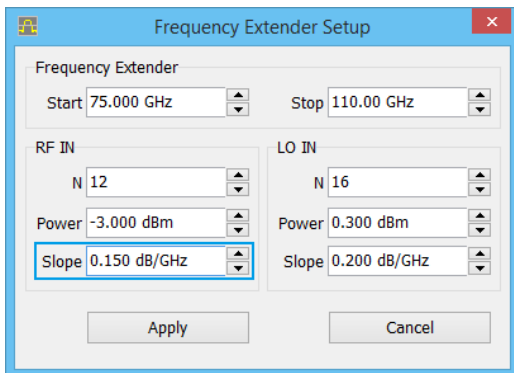 Frequency Extender Setup
Frequency Extender
Start 75.000 GHz Stop 110.00 GHz
RF IN LO IN
N 12 N 16
Power -3.000 dBm Power 0.300 dBm
Slope 0.150 dB/GHz Slope 0.200 dB/GHz
Apply Cancel